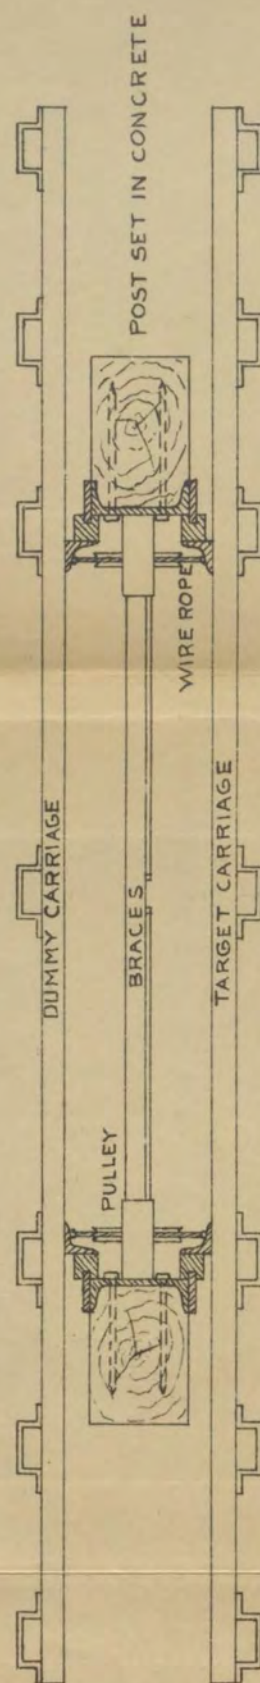 POST SET IN CONCRETE
WIRE ROPE
DUMMY CARRIAGE
BRACES
TARGET CARRIAGE
PULLEY